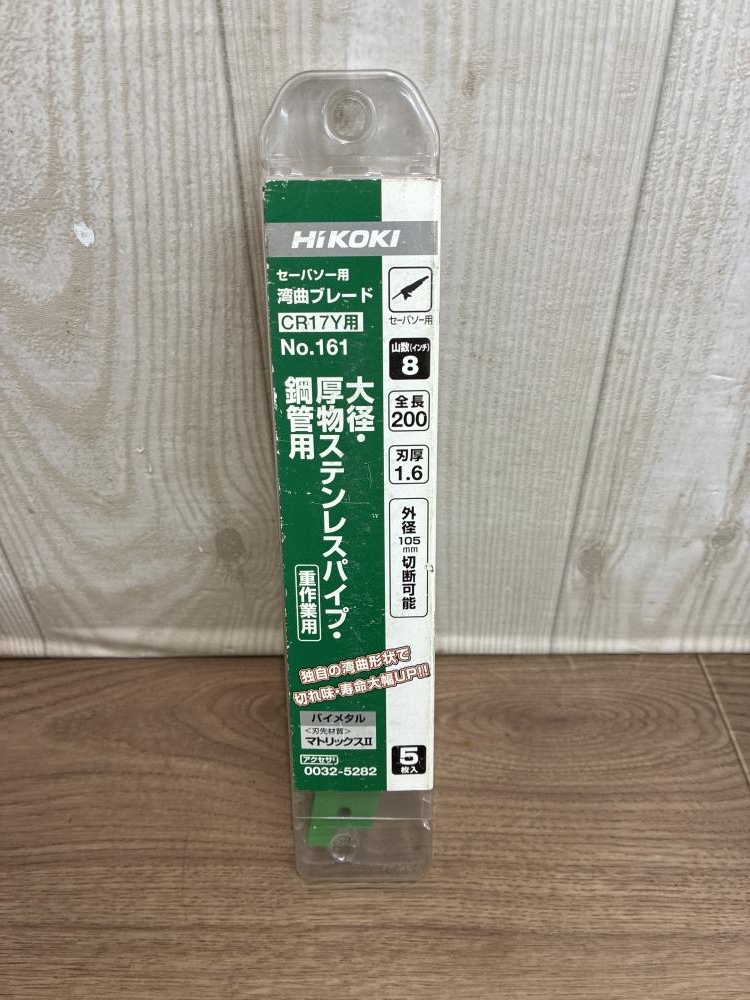 HiKOKI
セーバソー用
湾曲ブレード
CR17Y用
No.161
大径・
厚物ステンレスパイプ・
鋼管用
重作業用
独自の湾曲形状で
切れ味・寿命大幅UP!!
バイメタル
<刃先材質>
マトリックスII
アクセサ!
0032-5282
セーバソー用
山数(インチ)
8
全長
200
刃厚
1.6
外径
105
mm
切断可能
5
枚入